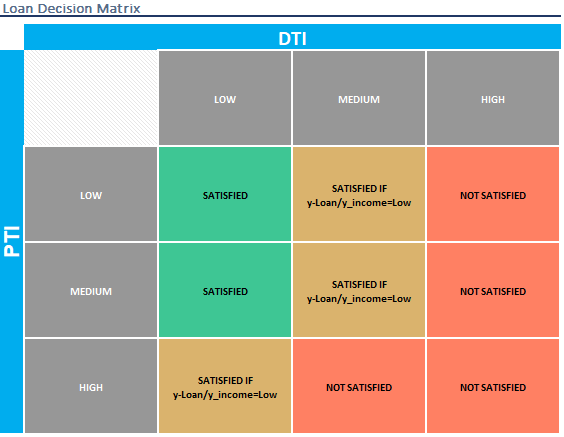 Loan Decision Matrix
DTI
LOW
MEDIUM
HIGH
PTI
LOW
SATISFIED
SATISFIED IF
y-Loan/y_income=Low
NOT SATISFIED
MEDIUM
SATISFIED
SATISFIED IF
y-Loan/y_income=Low
NOT SATISFIED
HIGH
SATISFIED IF
y-Loan/y_income=Low
NOT SATISFIED
NOT SATISFIED